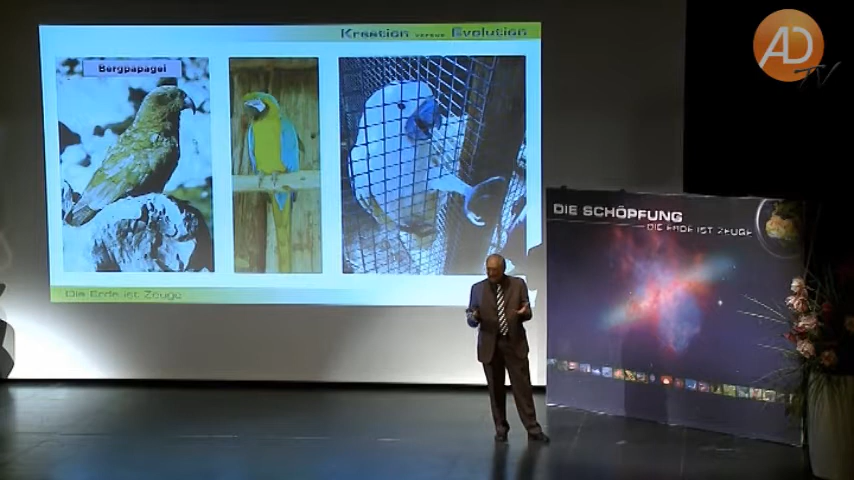 Kreation versus Evolution
AD
TV
Bergpapagei
DIE SCHÖPFUNG
DIE ERDE IST ZEUGE
Die Erde ist Zeuge